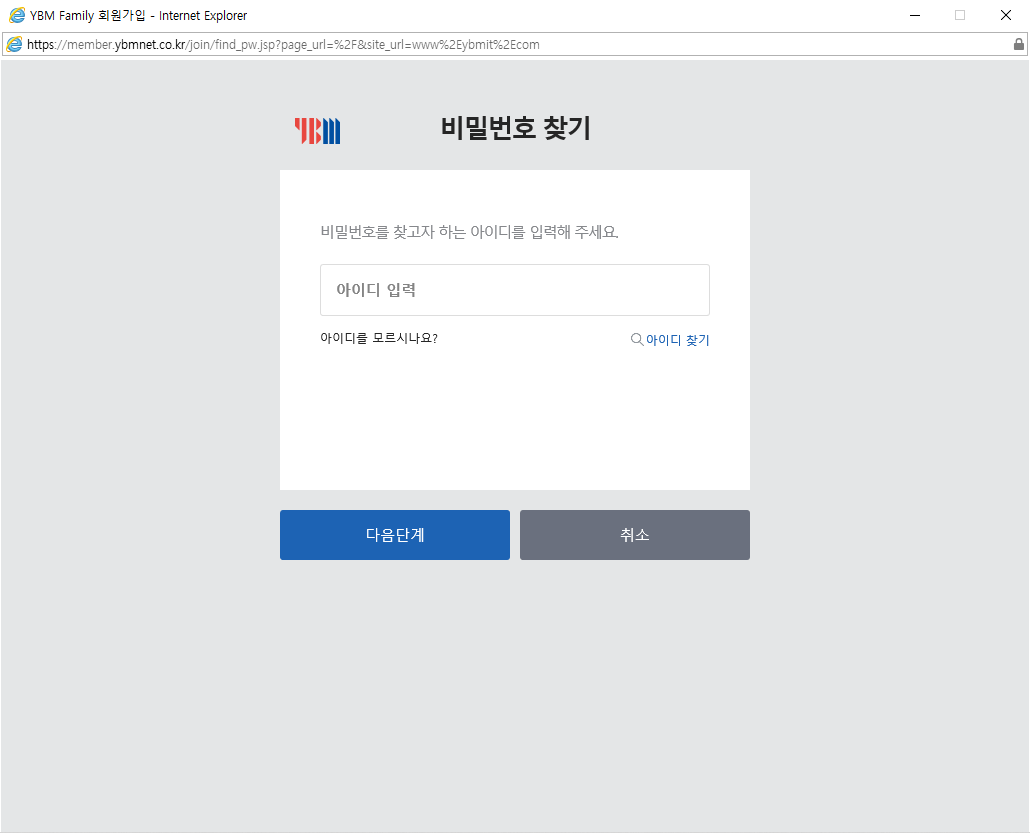 YBM Family 회원가입 - Internet Explorer
https://member.ybmnet.co.kr/join/find_pw.jsp?page_url=%2F&site_url=www%2Eybmit%2Ecom
YBM
비밀번호 찾기
비밀번호를 찾고자 하는 아이디를 입력해 주세요.
아이디 입력
아이디를 모르시나요?
아이디 찾기
다음단계
취소